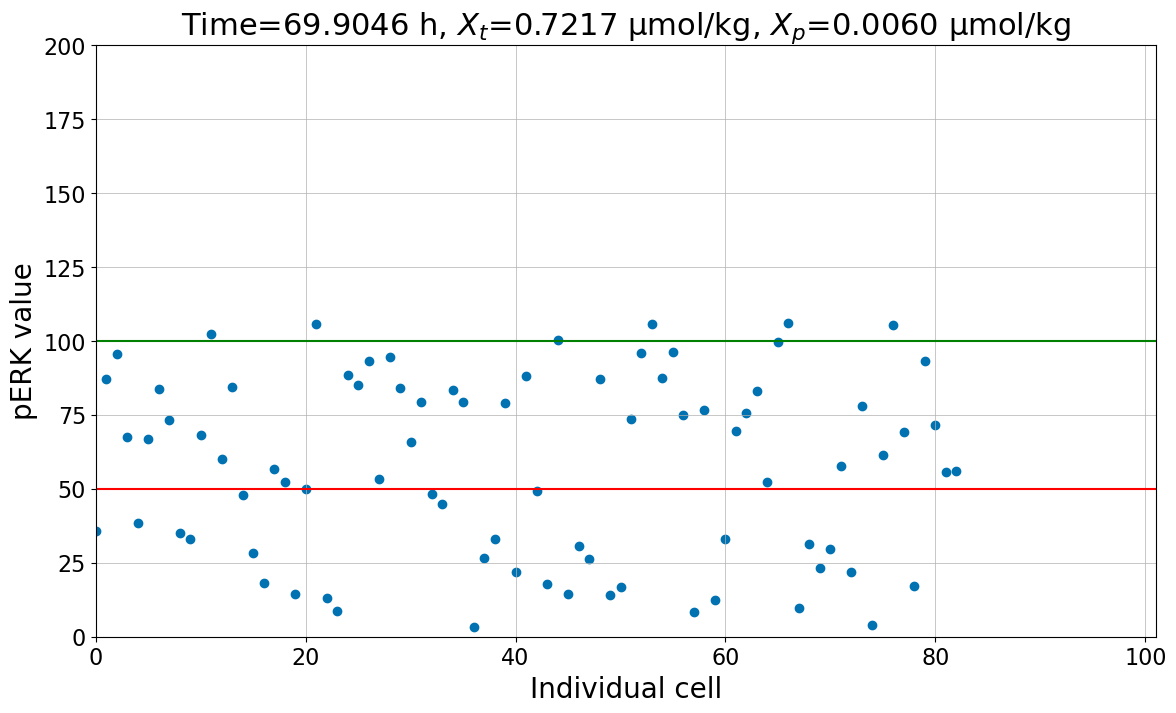 Time=69.9046 h, Xₜ=0.7217 μmol/kg, Xₚ=0.0060 μmol/kg
200
175
150
125
100
75
50
25
0
pERK value
0 20 40 60 80 100
Individual cell